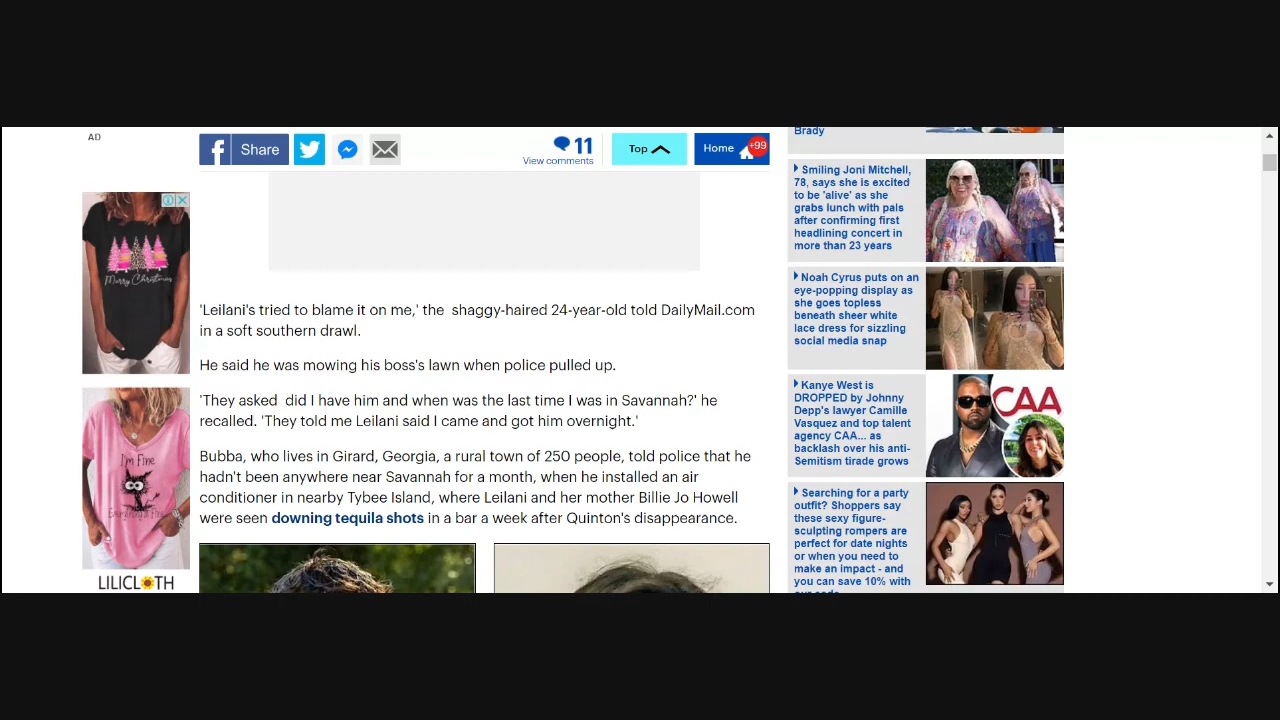 AD
Merry Christmas
I'm Fine
Everything is Fine
LILICLOTH
Share
11
View comments
Top
Home
+99
'Leilani's tried to blame it on me,' the shaggy-haired 24-year-old told DailyMail.com
in a soft southern drawl.
He said he was mowing his boss's lawn when police pulled up.
'They asked did I have him and when was the last time I was in Savannah?' he
recalled. 'They told me Leilani said I came and got him overnight.'
Bubba, who lives in Girard, Georgia, a rural town of 250 people, told police that he
hadn't been anywhere near Savannah for a month, when he installed an air
conditioner in nearby Tybee Island, where Leilani and her mother Billie Jo Howell
were seen downing tequila shots in a bar a week after Quinton's disappearance.
Brady
Smiling Joni Mitchell,
78, says she is excited
to be 'alive' as she
grabs lunch with pals
after confirming first
headlining concert in
more than 23 years
Noah Cyrus puts on an
eye-popping display as
she goes topless
beneath sheer white
lace dress for sizzling
social media snap
Kanye West is
DROPPED by Johnny
Depp's lawyer Camille
Vasquez and top talent
agency CAA... as
backlash over his anti-
Semitism tirade grows
CAA
Searching for a party
outfit? Shoppers say
these sexy figure-
sculpting rompers are
perfect for date nights
or when you need to
make an impact - and
you can save 10% with
our code